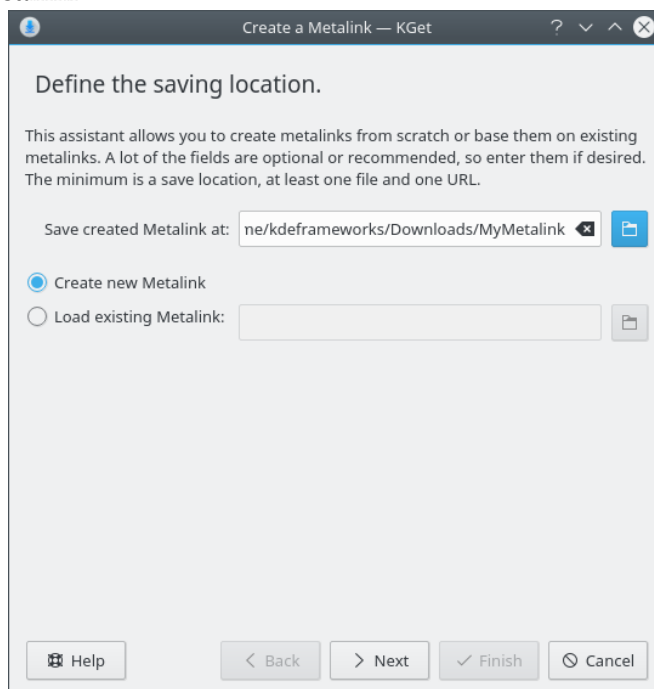 Create a Metalink — KGet
Define the saving location.
This assistant allows you to create metalinks from scratch or base them on existing
metalinks. A lot of the fields are optional or recommended, so enter them if desired.
The minimum is a save location, at least one file and one URL.
Save created Metalink at: ne/kdeframeworks/Downloads/MyMetalink
Create new Metalink
Load existing Metalink:
Help < Back > Next Finish Cancel